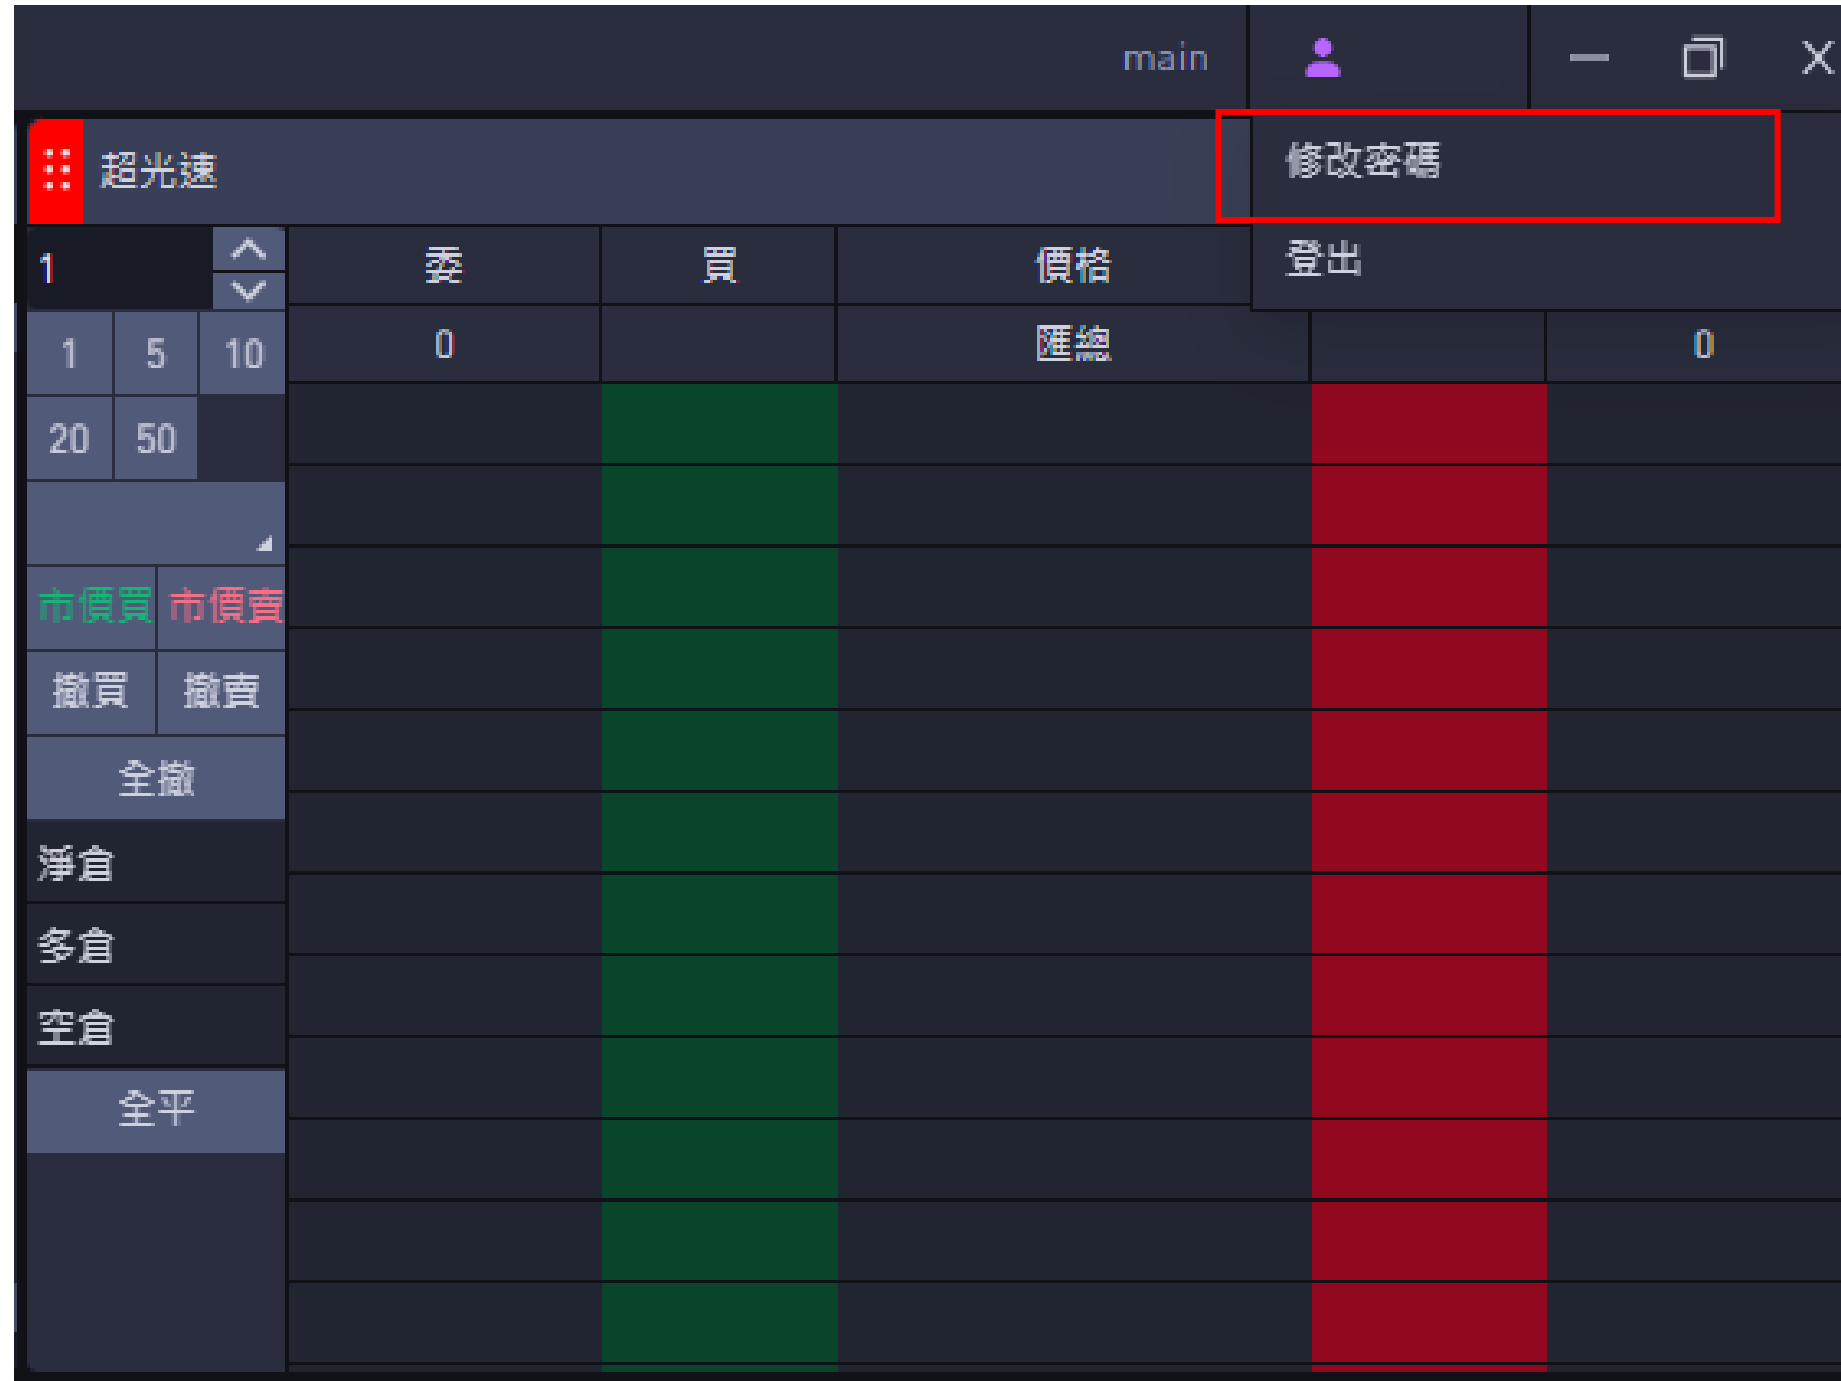 main
超光速
修改密碼
登出
1
委 買 價格
1 5 10
0 匯總 0
20 50
市價買 市價賣
撤買 撤賣
全撤
淨倉
多倉
空倉
全平